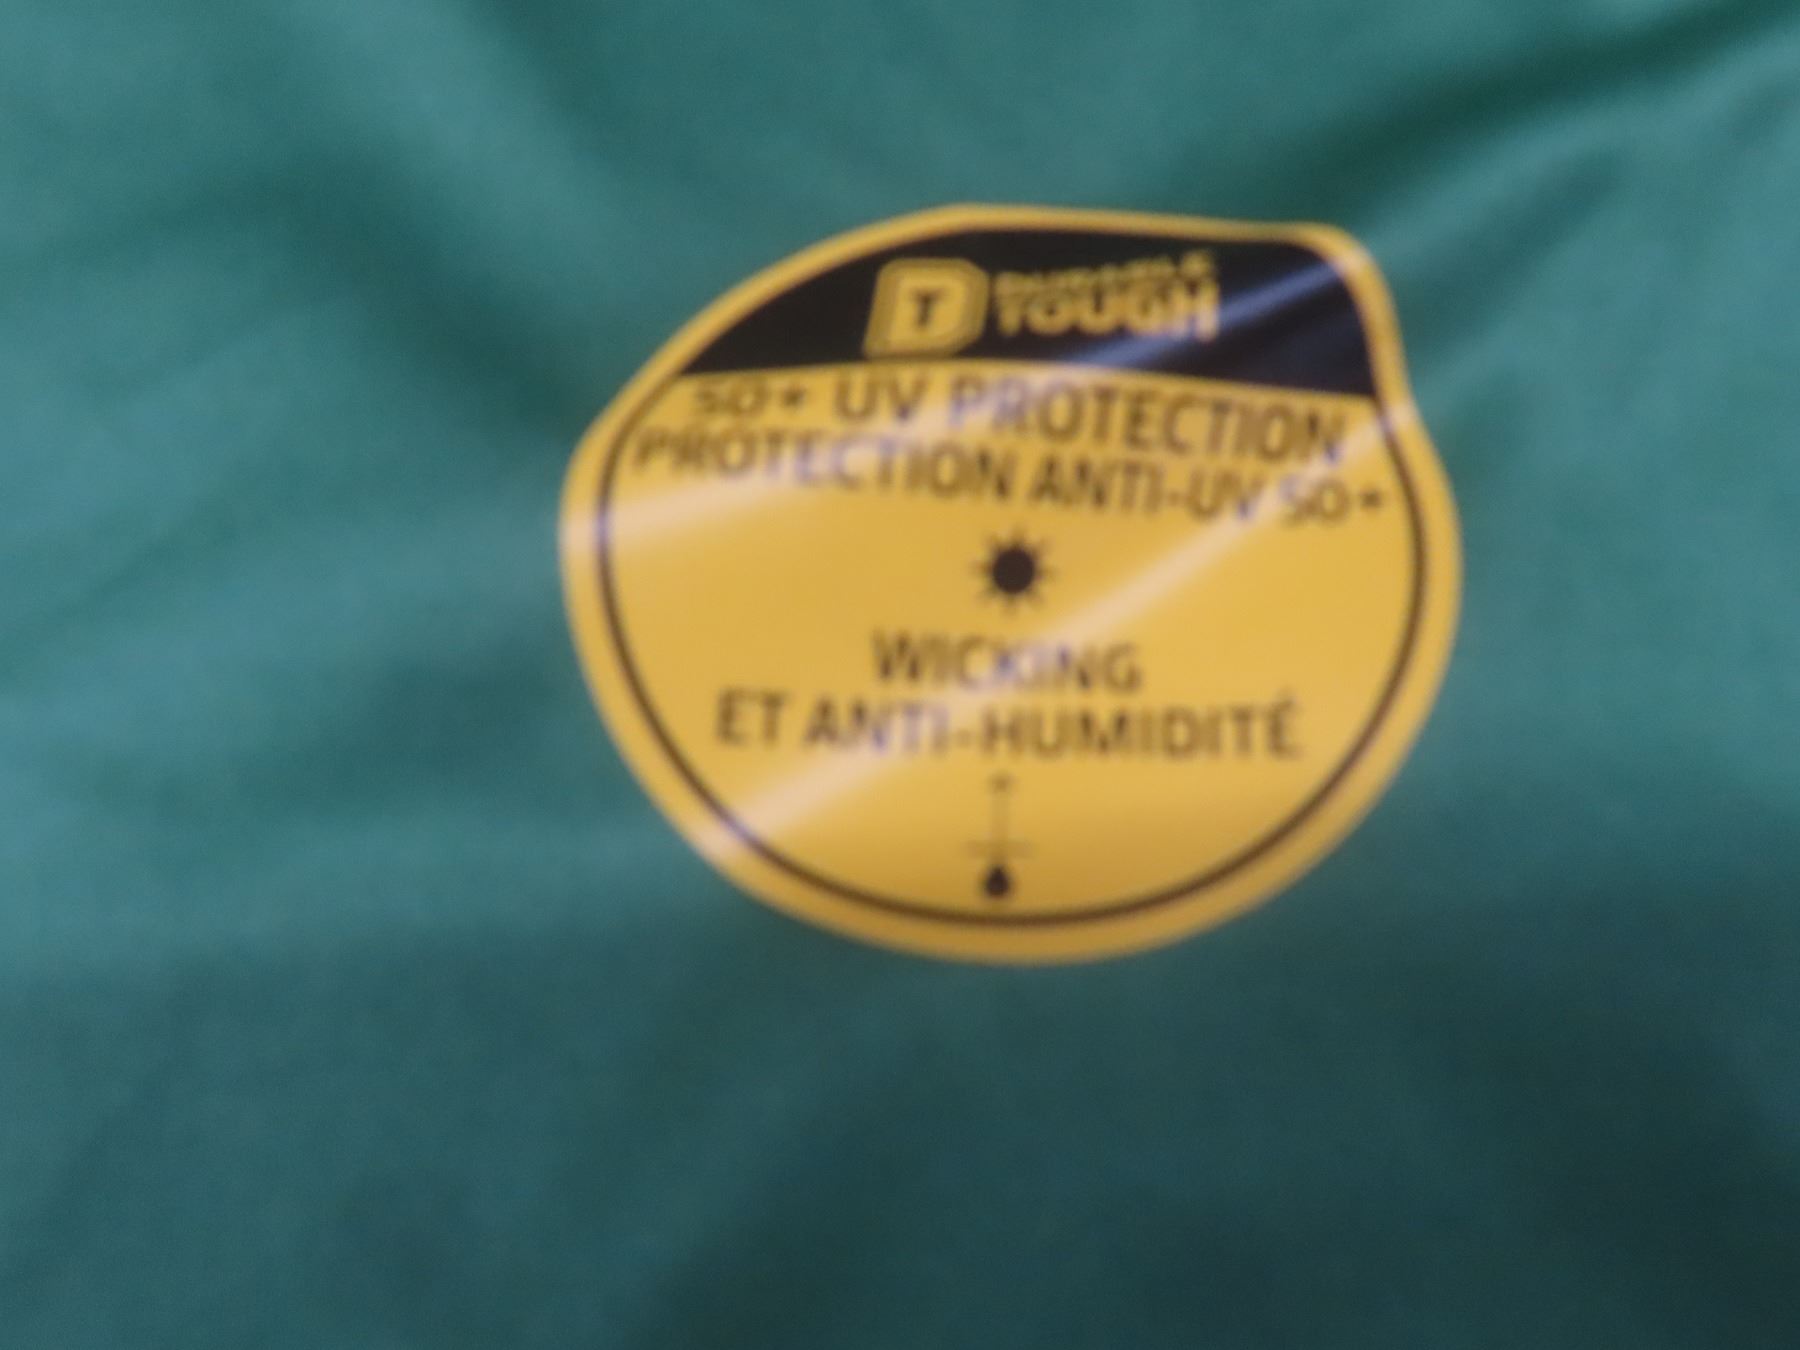 T
TOUGH
50+ UV PROTECTION
PROTECTION ANTI-UV 50+
WICKING
ET ANTI-HUMIDITÉ